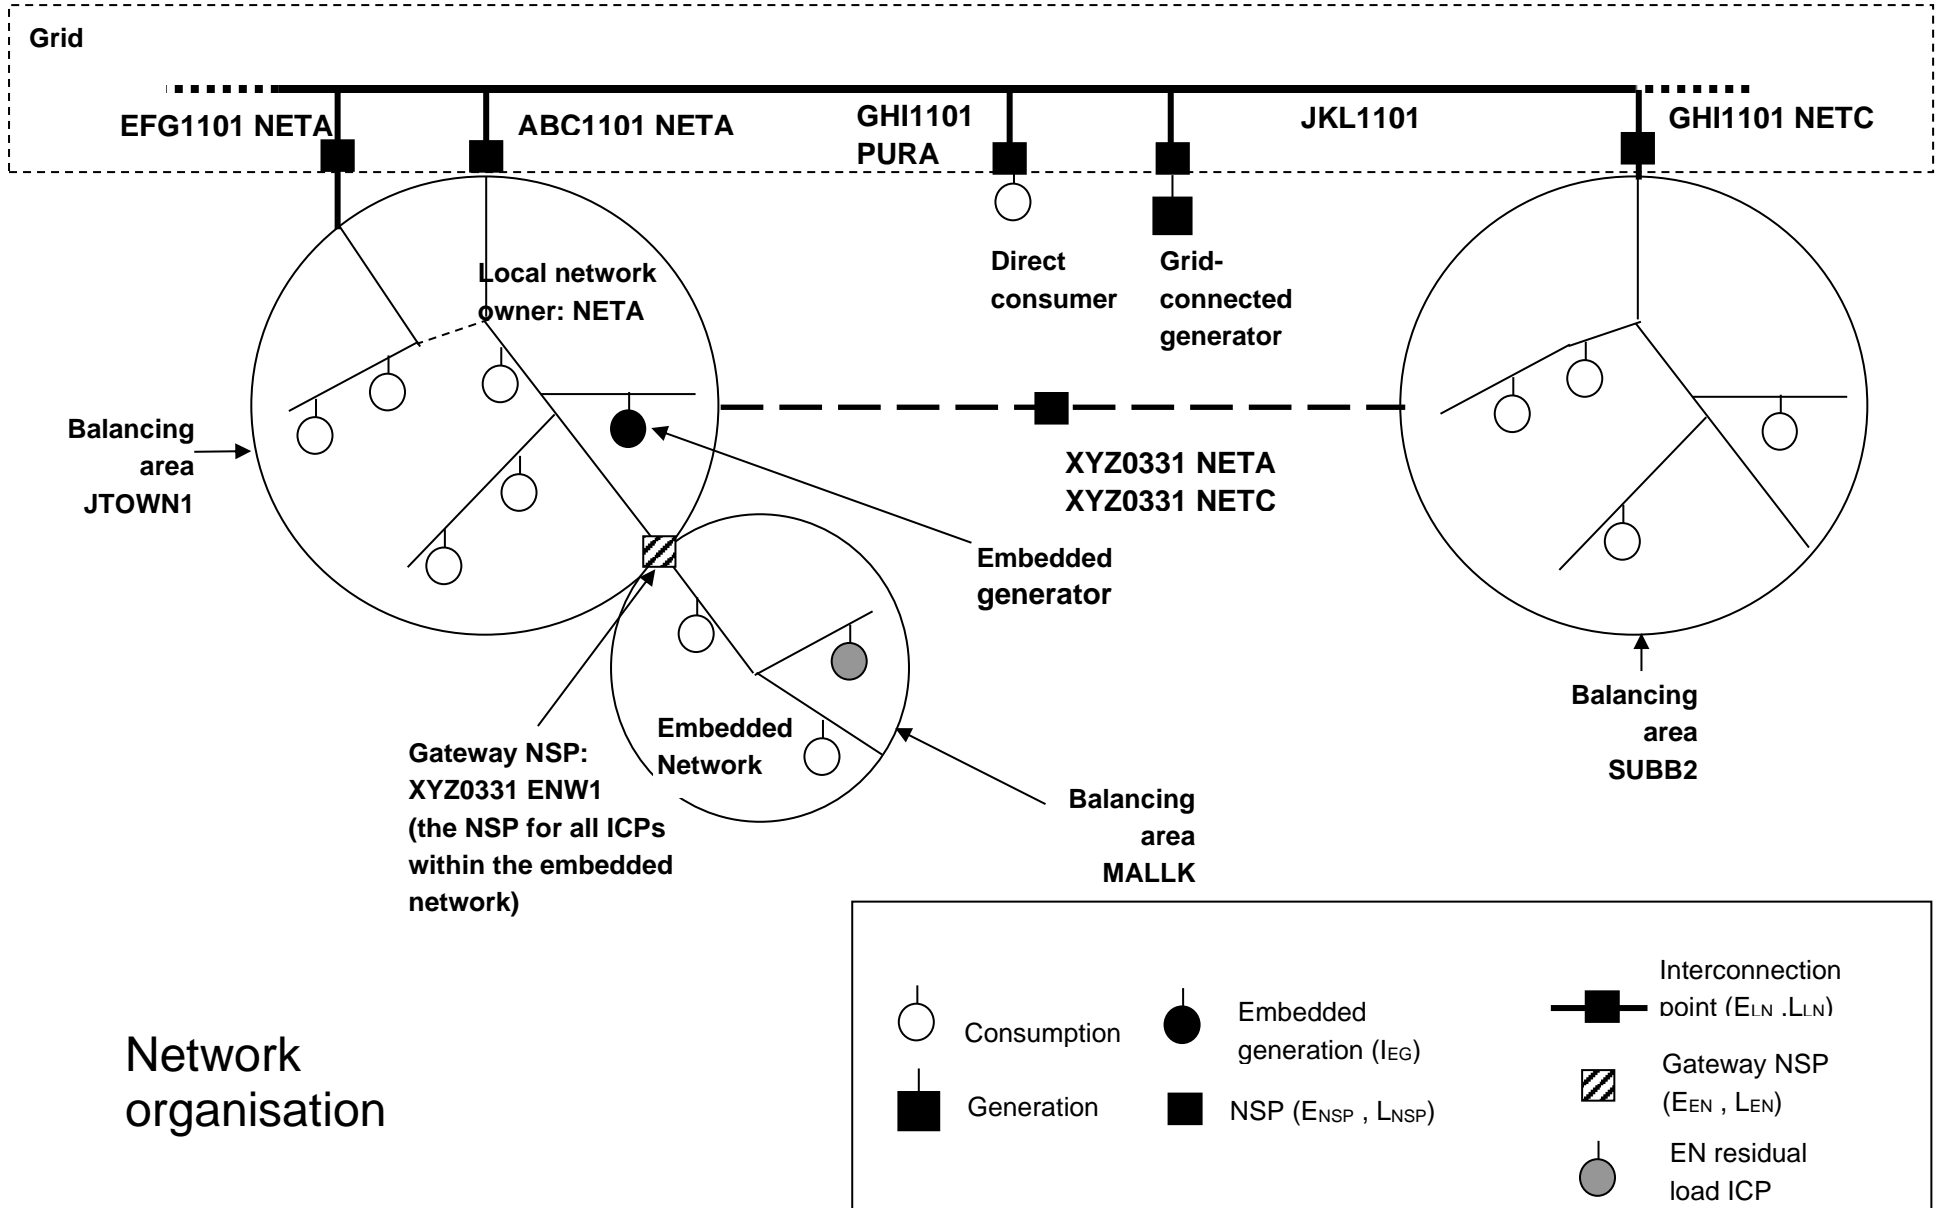 Grid
EFG1101 NETA
ABC1101 NETA
GHI1101
PURA
JKL1101
GHI1101 NETC
Direct
consumer
Grid-
connected
generator
Local network
owner: NETA
Balancing
area
JTOWN1
XYZ0331 NETA
XYZ0331 NETC
Embedded
generator
Gateway NSP:
XYZ0331 ENW1
(the NSP for all ICPs
within the embedded
network)
Embedded
Network
Balancing
area
MALLK
Balancing
area
SUBB2
Network
organisation
Consumption
Generation
Embedded
generation (IEG)
NSP (ENSP , LNSP)
Interconnection
point (ELN ,LLN)
Gateway NSP
(EEN , LEN)
EN residual
load ICP